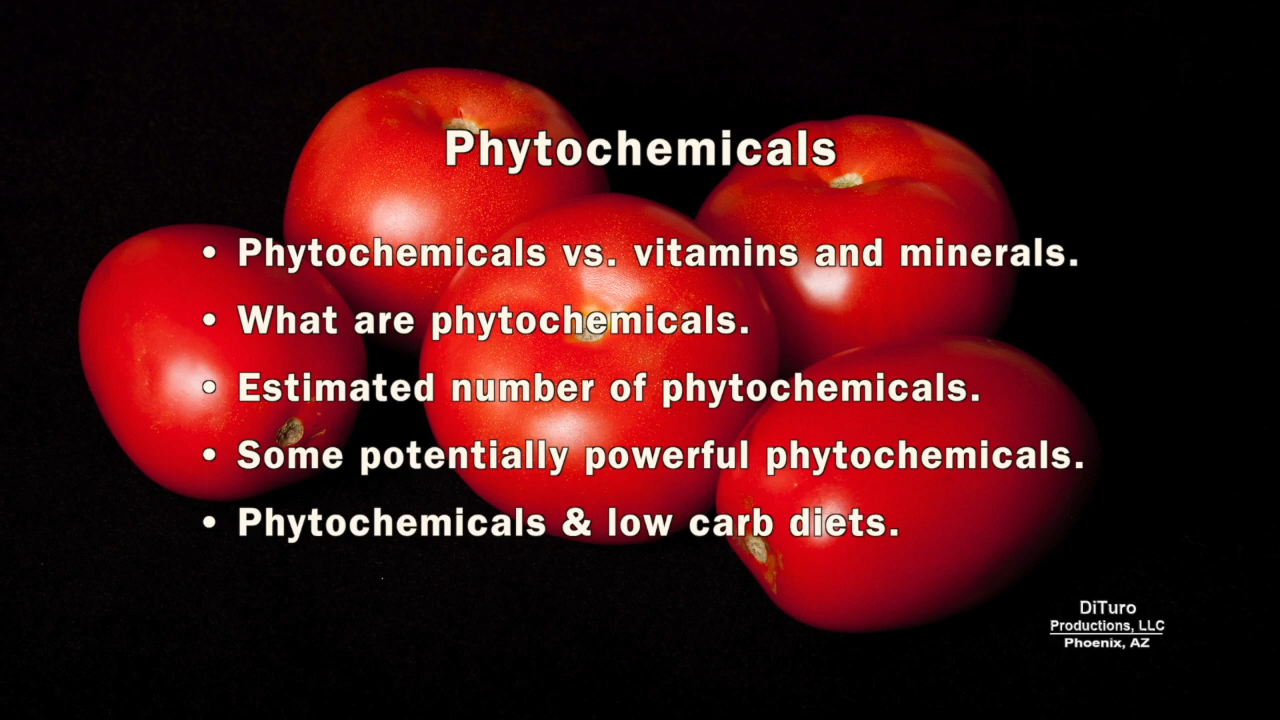 Phytochemicals
• Phytochemicals vs. vitamins and minerals.
• What are phytochemicals.
• Estimated number of phytochemicals.
• Some potentially powerful phytochemicals.
• Phytochemicals & low carb diets.
DiTuro
Productions, LLC
Phoenix, AZ